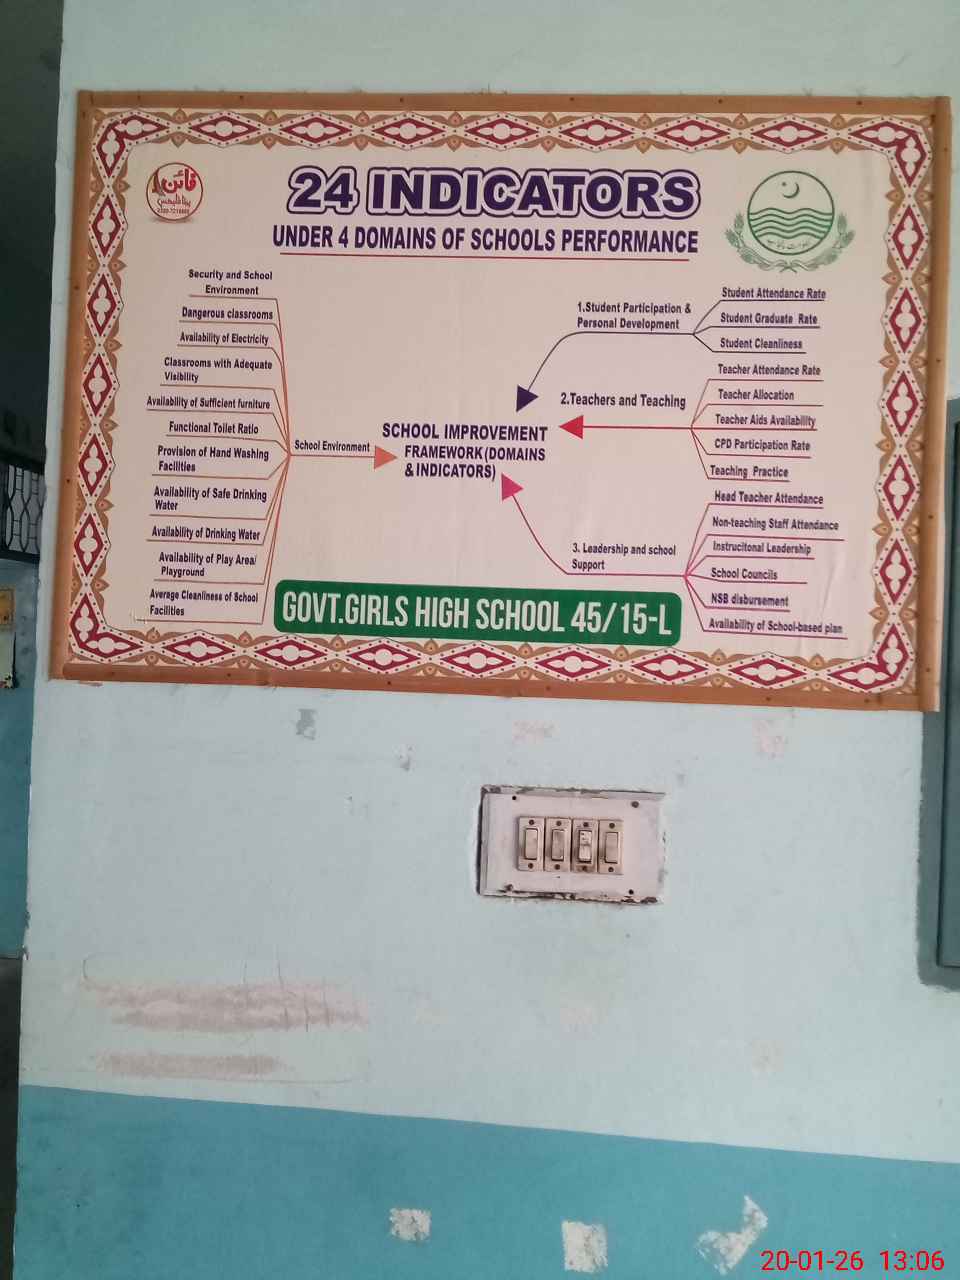 قائن
پینافلیکس
24 INDICATORS
UNDER 4 DOMAINS OF SCHOOLS PERFORMANCE
Security and School
Environment
Dangerous classrooms
Availability of Electricity
Classrooms with Adequate
Visibility
Availability of Sufficient furniture
Functional Toilet Ratio
Provision of Hand Washing
Facilities
Availability of Safe Drinking
Water
Availability of Drinking Water
Availability of Play Area/
Playground
Average Cleanliness of School
Facilities
School Environment
SCHOOL IMPROVEMENT
FRAMEWORK(DOMAINS
& INDICATORS)
1.Student Participation &
Personal Development
Student Attendance Rate
Student Graduate Rate
Student Cleanliness
2.Teachers and Teaching
Teacher Attendance Rate
Teacher Allocation
Teacher Aids Availability
CPD Participation Rate
Teaching Practice
3. Leadership and school
Support
Head Teacher Attendance
Non-teaching Staff Attendance
Instrucitonal Leadership
School Councils
NSB disbursement
Availability of School-based plan
GOVT.GIRLS HIGH SCHOOL 45/15-L
20-01-26 13:06